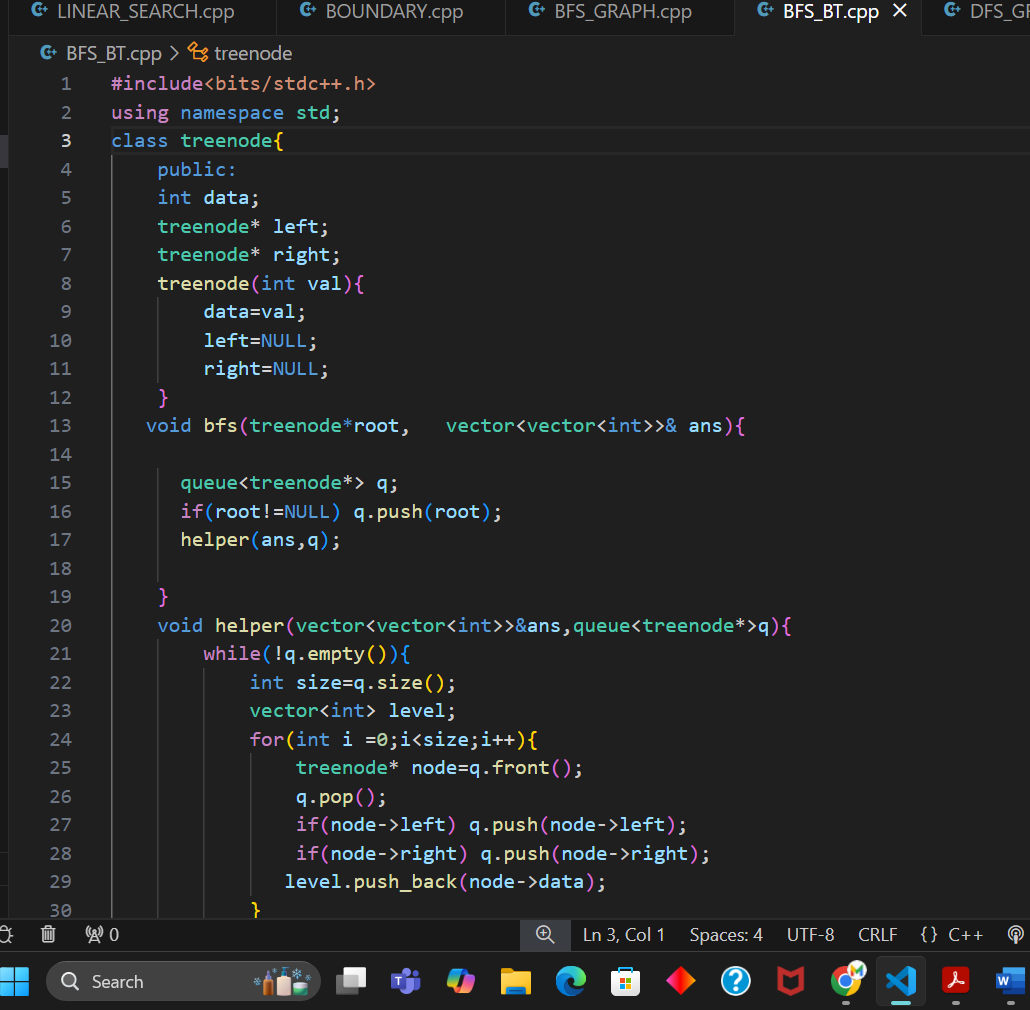 LINEAR_SEARCH.cpp BOUNDARY.cpp BFS_GRAPH.cpp BFS_BT.cpp DFS_G
BFS_BT.cpp > treenode
1 #include<bits/stdc++.h>
2 using namespace std;
3 class treenode{
4 public:
5 int data;
6 treenode* left;
7 treenode* right;
8 treenode(int val){
9 data=val;
10 left=NULL;
11 right=NULL;
12 }
13 void bfs(treenode*root,   vector<vector<int>>& ans){
14
15 queue<treenode*> q;
16 if(root!=NULL) q.push(root);
17 helper(ans,q);
18
19 }
20 void helper(vector<vector<int>>&ans,queue<treenode*>q){
21 while(!q.empty()){
22 int size=q.size();
23 vector<int> level;
24 for(int i =0;i<size;i++){
25 treenode* node=q.front();
26 q.pop();
27 if(node->left) q.push(node->left);
28 if(node->right) q.push(node->right);
29 level.push_back(node->data);
30 }
0 Ln 3, Col 1 Spaces: 4 UTF-8 CRLF {} C++
Search